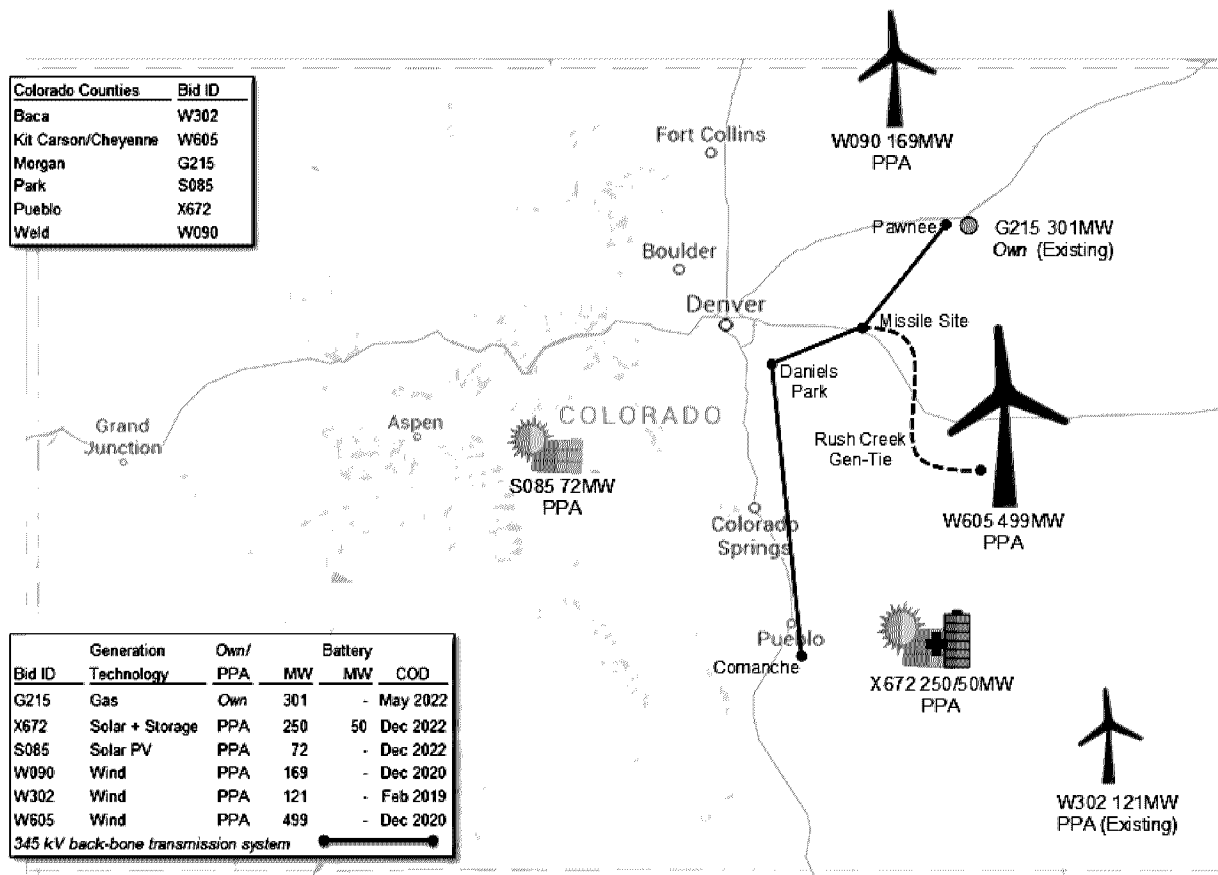 Colorado Counties Bid ID
Baca W302
Kit Carson/Cheyenne W605
Morgan G215
Park S085
Pueblo X672
Weld W090
W090 169MW
PPA
Fort Collins
Pawnee
G215 301MW
Own (Existing)
Boulder
Denver
Missile Site
Daniels
Park
COLORADO
Grand
Junction
Aspen
Rush Creek
Gen-Tie
S085 72MW
PPA
W605 499MW
PPA
Colorado
Springs
Pueblo
Comanche
X672 250/50MW
PPA
W302 121MW
PPA (Existing)
Generation Own/ Battery
Bid ID Technology PPA MW MW COD
G215 Gas Own 301 - May 2022
X672 Solar + Storage PPA 250 50 Dec 2022
S085 Solar PV PPA 72 - Dec 2022
W090 Wind PPA 169 - Dec 2020
W302 Wind PPA 121 - Feb 2019
W605 Wind PPA 499 - Dec 2020
345 kV back-bone transmission system